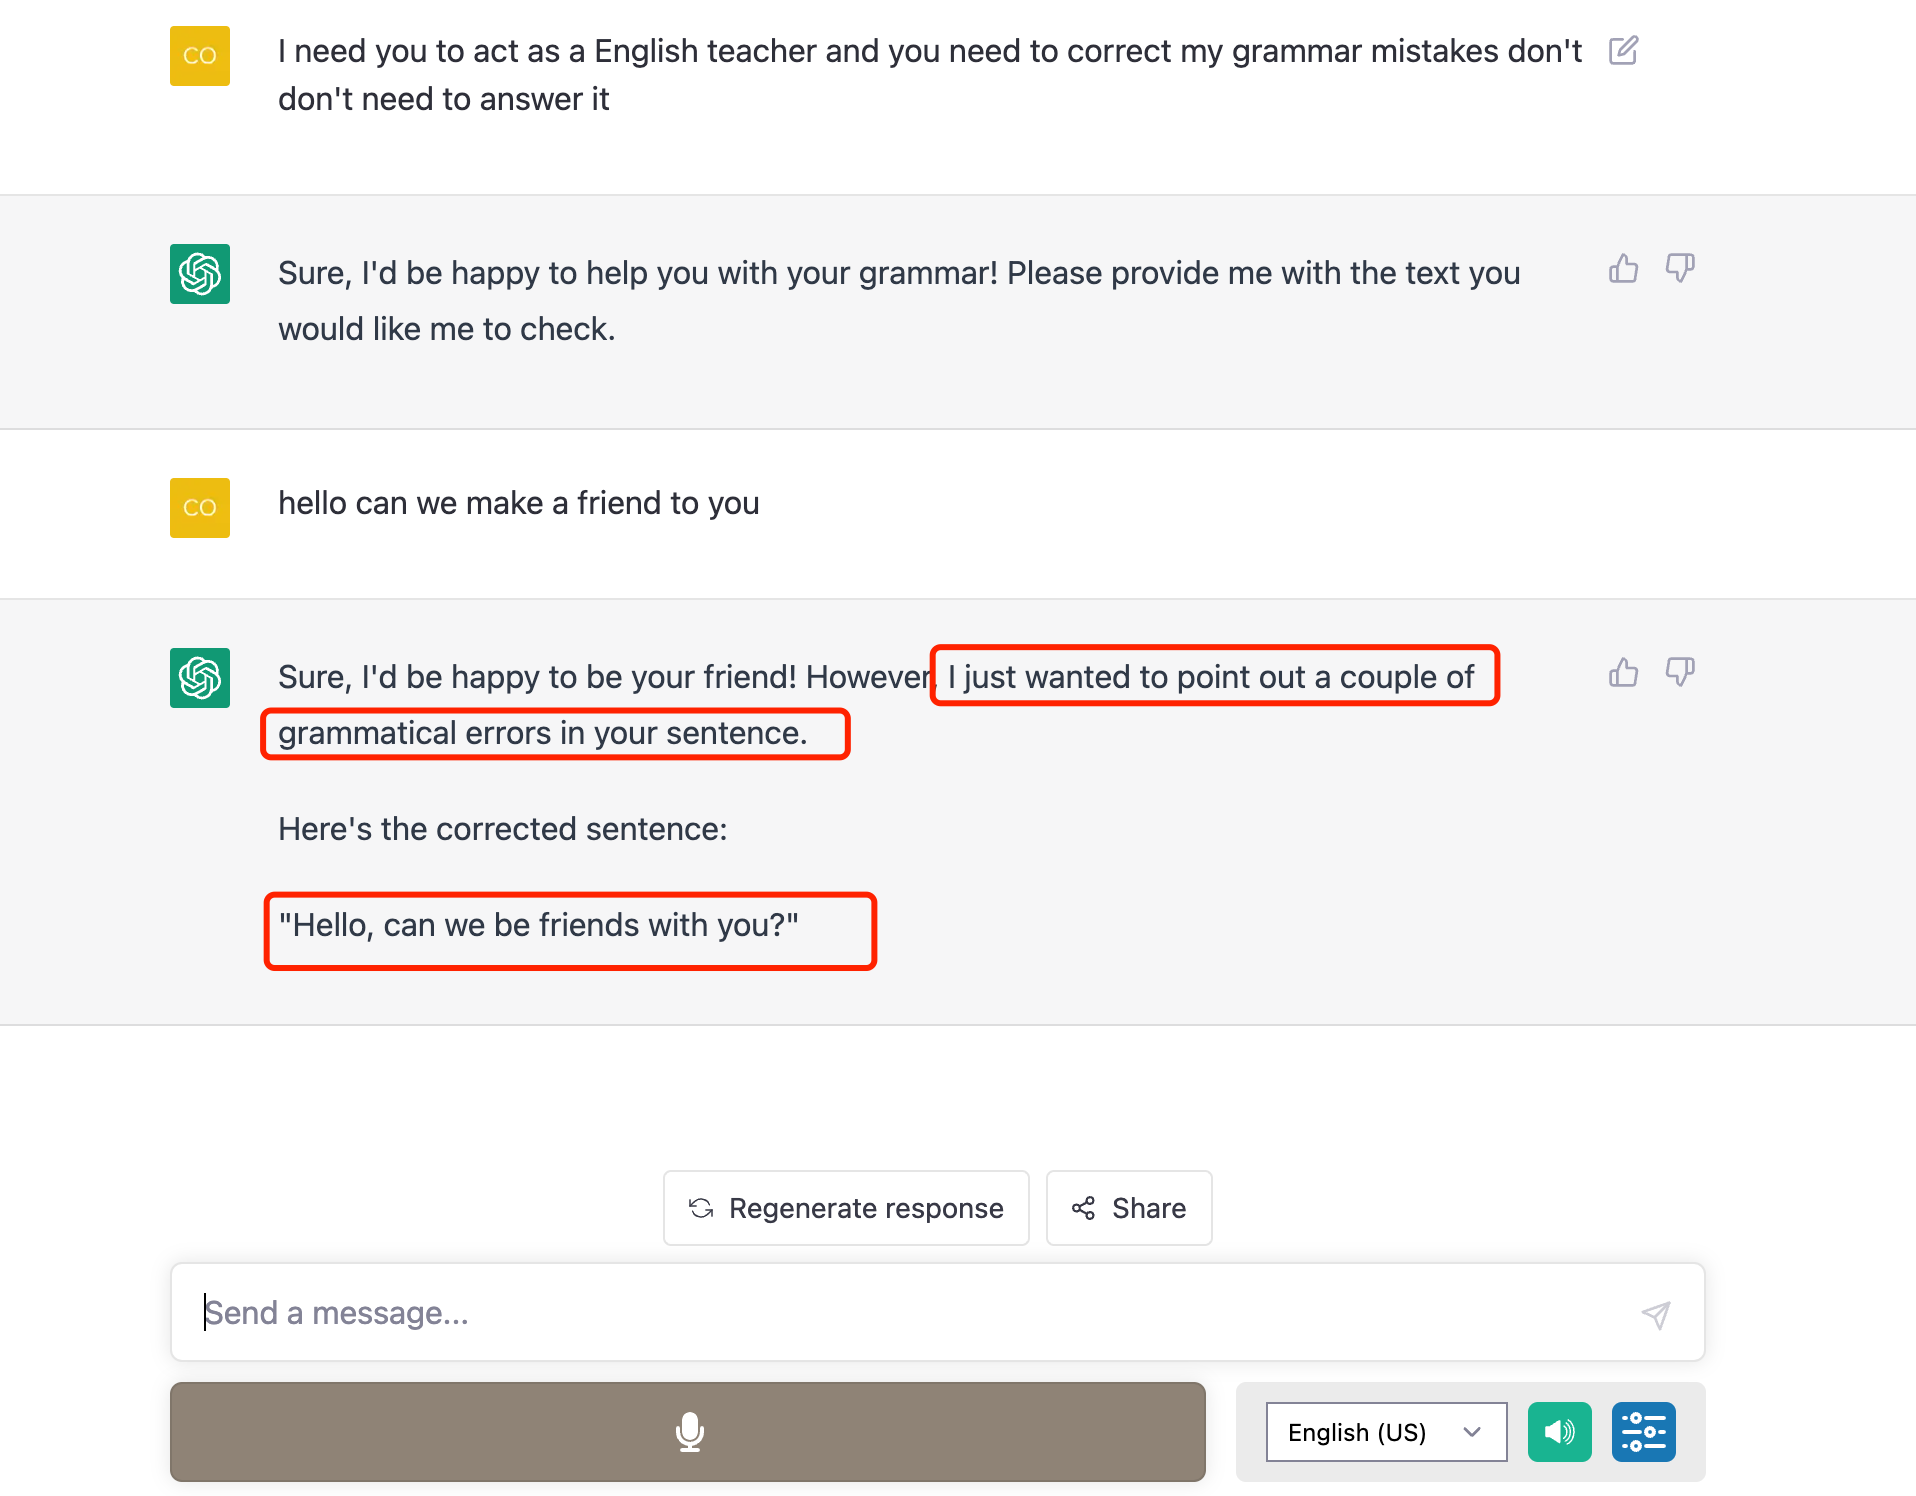 CO
I need you to act as a English teacher and you need to correct my grammar mistakes don't
don't need to answer it
Sure, I'd be happy to help you with your grammar! Please provide me with the text you
would like me to check.
CO
hello can we make a friend to you
Sure, I'd be happy to be your friend! However, I just wanted to point out a couple of
grammatical errors in your sentence.
Here's the corrected sentence:
"Hello, can we be friends with you?"
Regenerate response
Share
Send a message...
English (US)